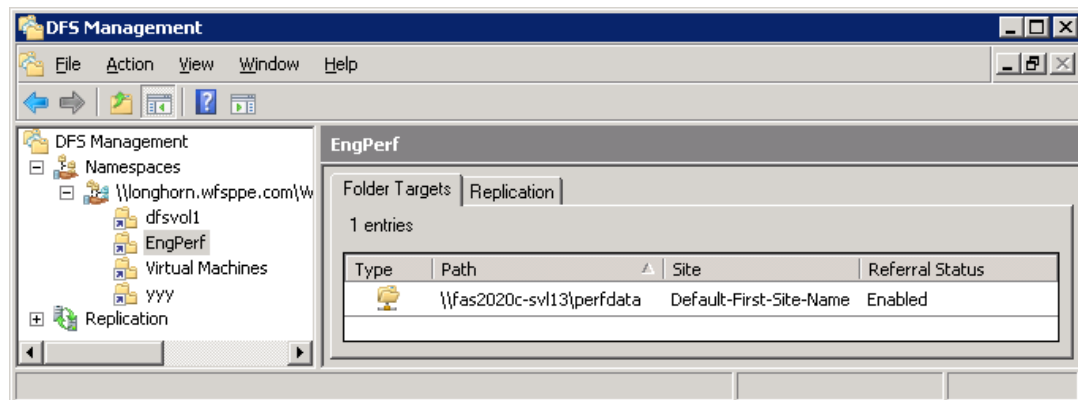 DFS Management
File Action View Window Help
DFS Management
Namespaces
\\longhorn.wfsppe.com\W
dfsvol1
EngPerf
Virtual Machines
yyy
Replication
EngPerf
Folder Targets Replication
1 entries
Type Path Site Referral Status
\\fas2020c-svl13\perfdata Default-First-Site-Name Enabled